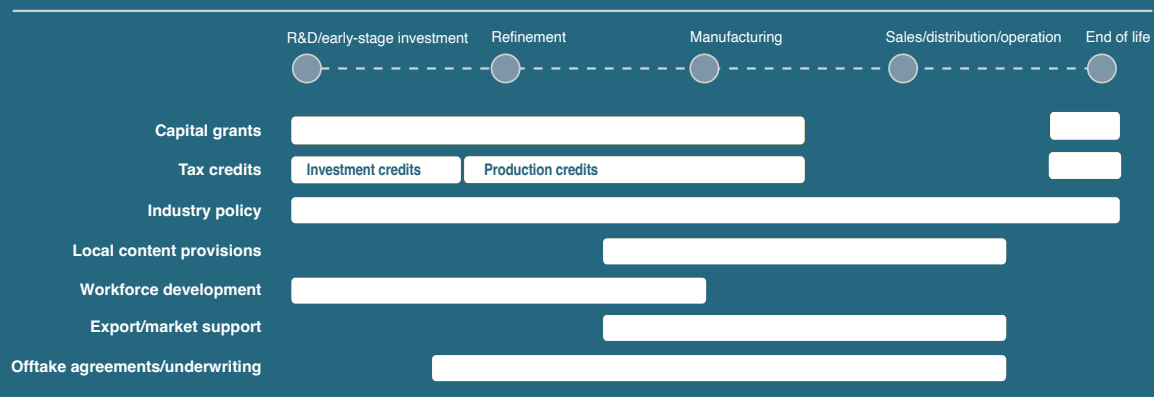 R&D/early-stage investment Refinement Manufacturing Sales/distribution/operation End of life
Capital grants
Tax credits Investment credits Production credits
Industry policy
Local content provisions
Workforce development
Export/market support
Offtake agreements/underwriting